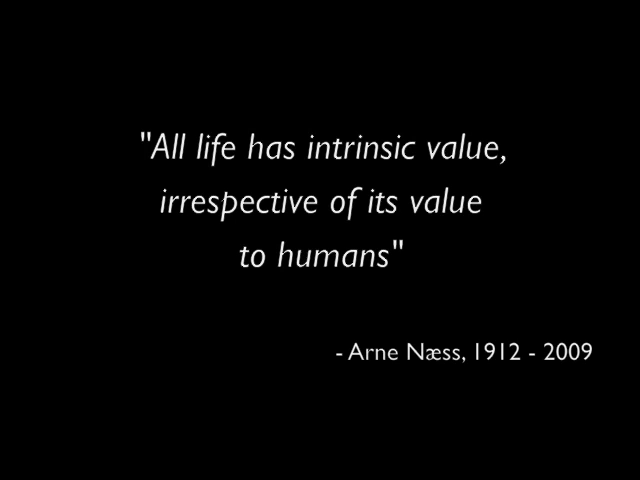 "All life has intrinsic value,
irrespective of its value
to humans"
- Arne Næss, 1912 - 2009